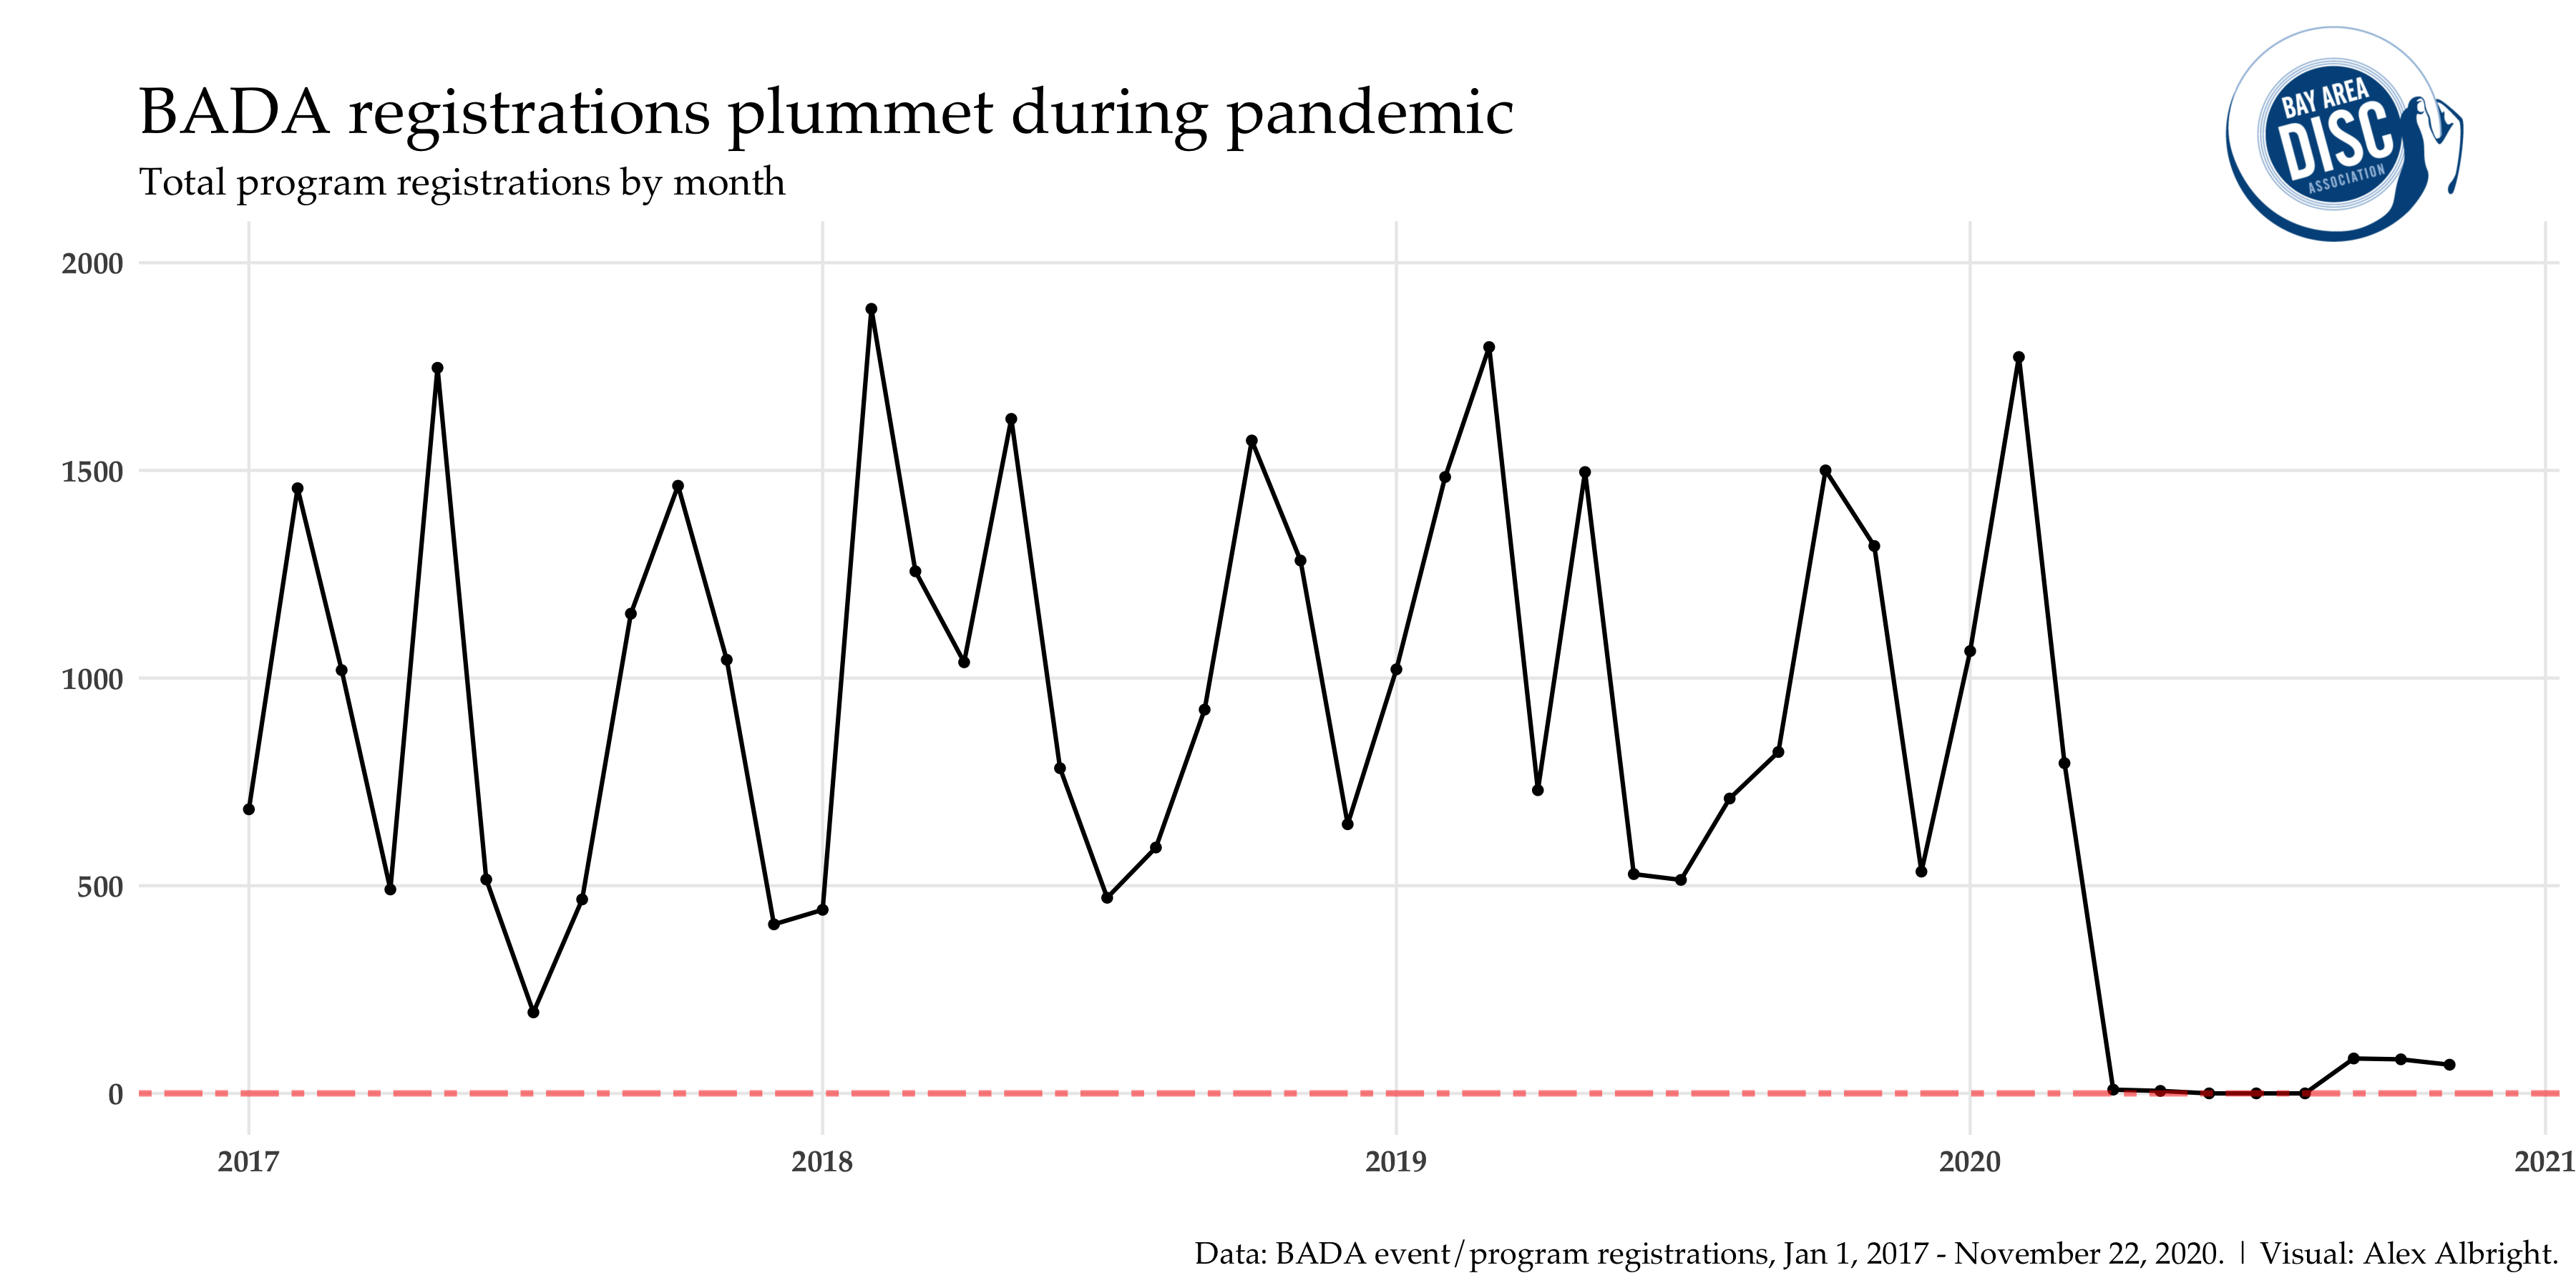 BAY AREA
DISC
ASSOCIATION
BADA registrations plummet during pandemic
Total program registrations by month
2000
1500
1000
500
0
2017 2018 2019 2020 2021
Data: BADA event/program registrations, Jan 1, 2017 - November 22, 2020. | Visual: Alex Albright.